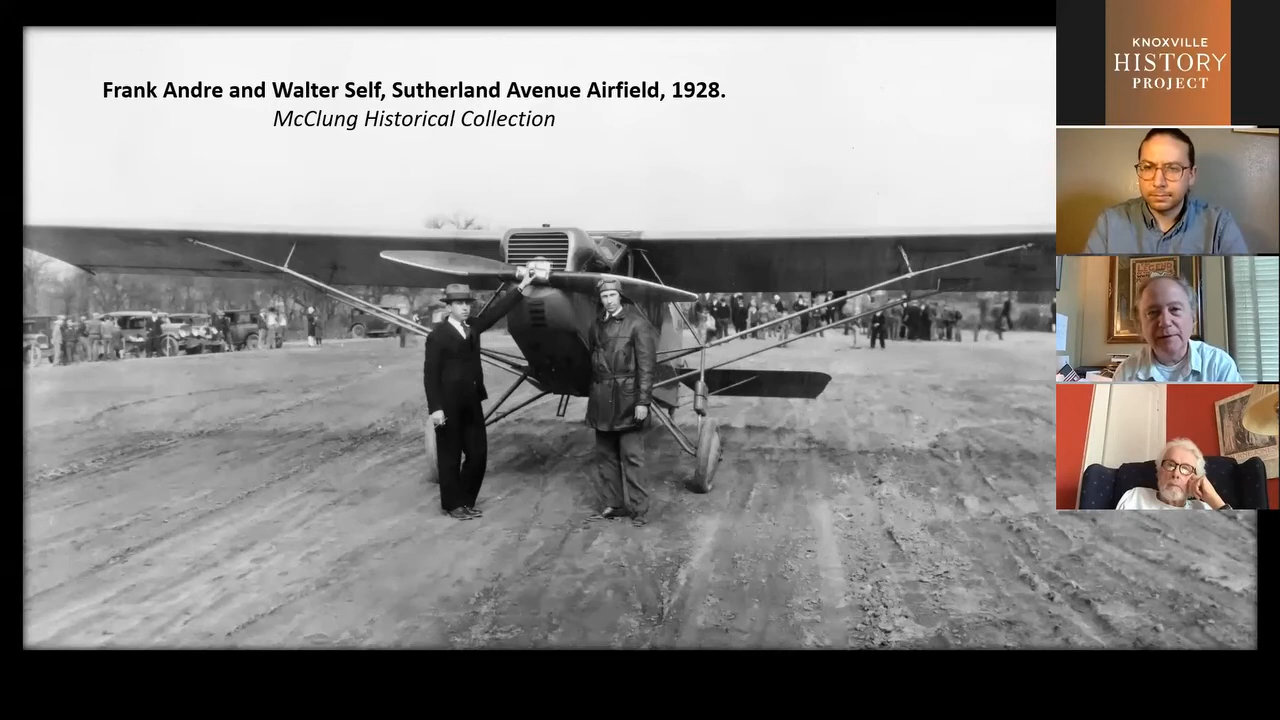 Frank Andre and Walter Self, Sutherland Avenue Airfield, 1928.
McClung Historical Collection
KNOXVILLE
HISTORY
PROJECT